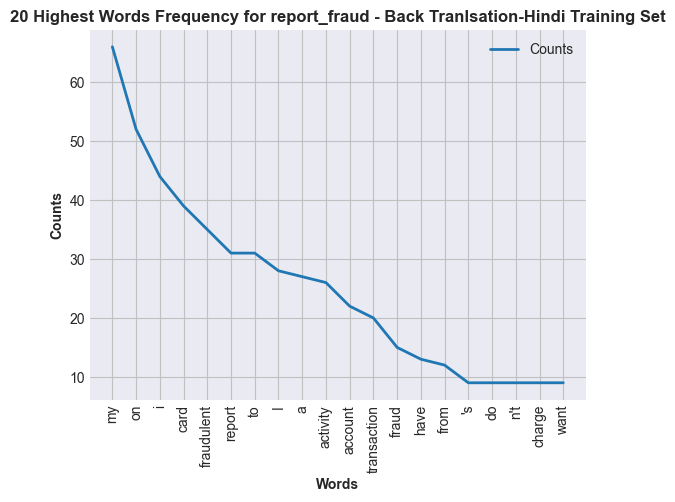 20 Highest Words Frequency for report_fraud - Back Tranlsation-Hindi Training Set
Counts
60
50
40
30
20
10
Counts
my
on
i
card
fraudulent
report
to
I
a
activity
account
transaction
fraud
have
from
's
do
n't
charge
want
Words